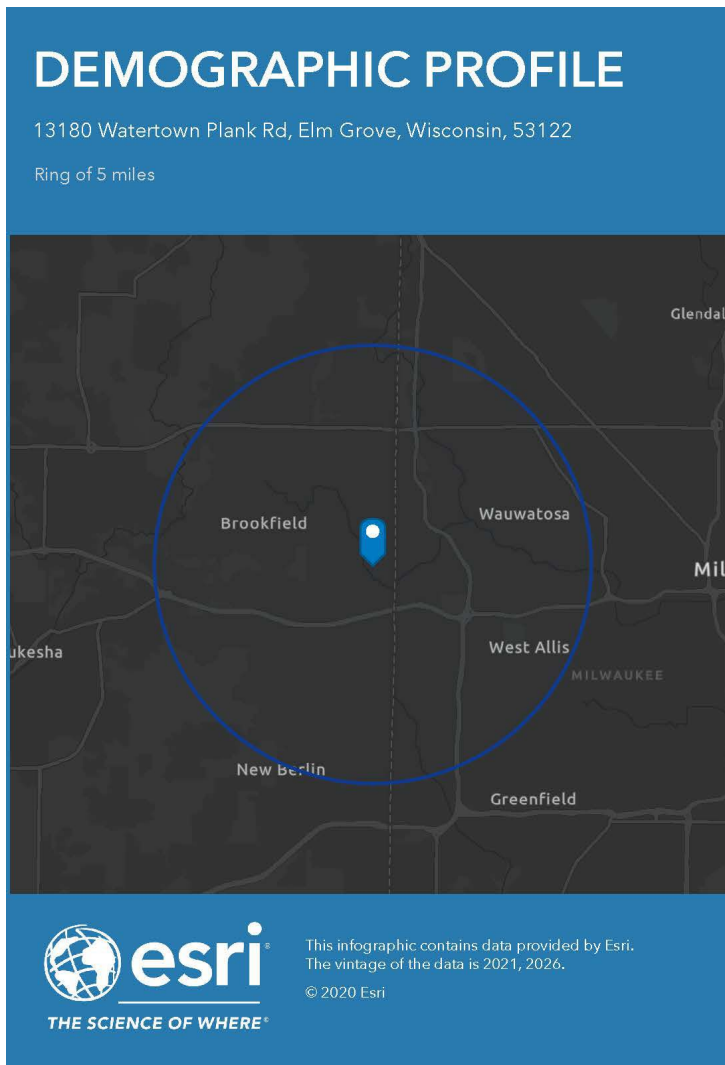 DEMOGRAPHIC PROFILE
13180 Watertown Plank Rd, Elm Grove, Wisconsin, 53122
Ring of 5 miles
Glendal
Brookfield
Wauwatosa
Mil
ukesha
West Allis
MILWAUKEE
New Berlin
Greenfield
esri®
THE SCIENCE OF WHERE®
This infographic contains data provided by Esri.
The vintage of the data is 2021, 2026.
© 2020 Esri